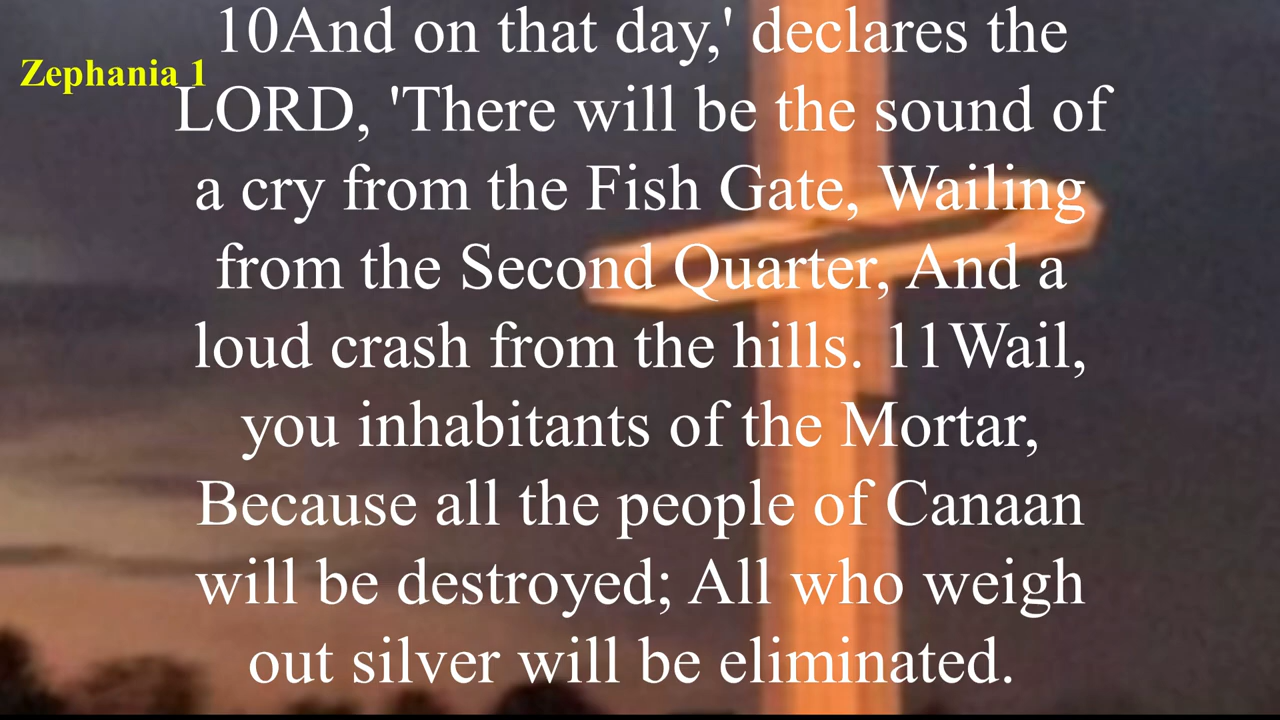 10And on that day,' declares the
Zephania 1
LORD, 'There will be the sound of
a cry from the Fish Gate, Wailing
from the Second Quarter, And a
loud crash from the hills. 11Wail,
you inhabitants of the Mortar,
Because all the people of Canaan
will be destroyed; All who weigh
out silver will be eliminated.